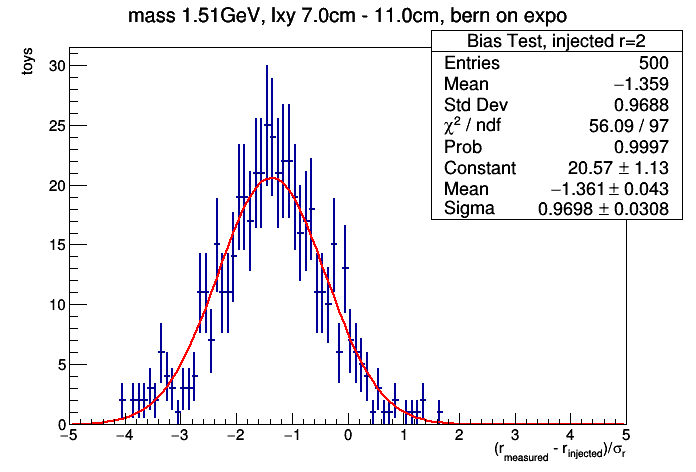 mass 1.51GeV, lxy 7.0cm - 11.0cm, bern on expo
Bias Test, injected r=2
Entries 500
Mean −1.359
Std Dev 0.9688
χ² / ndf 56.09 / 97
Prob 0.9997
Constant 20.57 ± 1.13
Mean −1.361 ± 0.043
Sigma 0.9698 ± 0.0308
toys
30
25
20
15
10
5
0
−5 −4 −3 −2 −1 0 1 2 3 4 5
(r_measured - r_injected)/σ_r